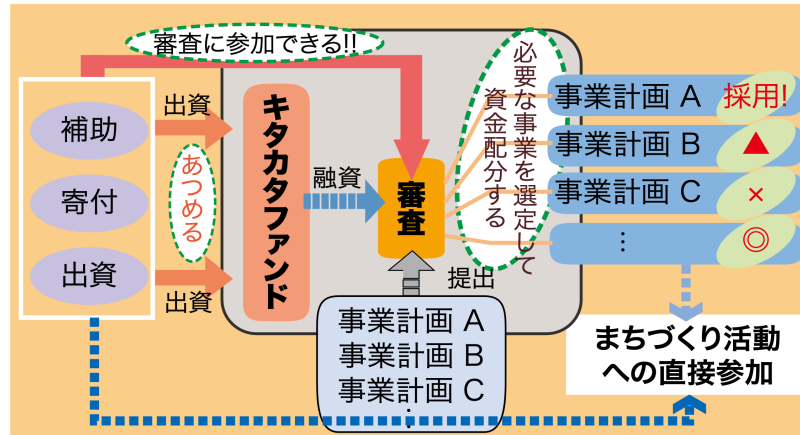 審査に参加できる!!
補助
寄付
出資
出資
あつめる
出資
キタカタファンド
融資
審査
必要な事業を選定して
資金配分する
事業計画 A 採用!
事業計画 B ▲
事業計画 C ×
⋮ ◎
提出
事業計画 A
事業計画 B
事業計画 C
⋮
まちづくり活動
への直接参加